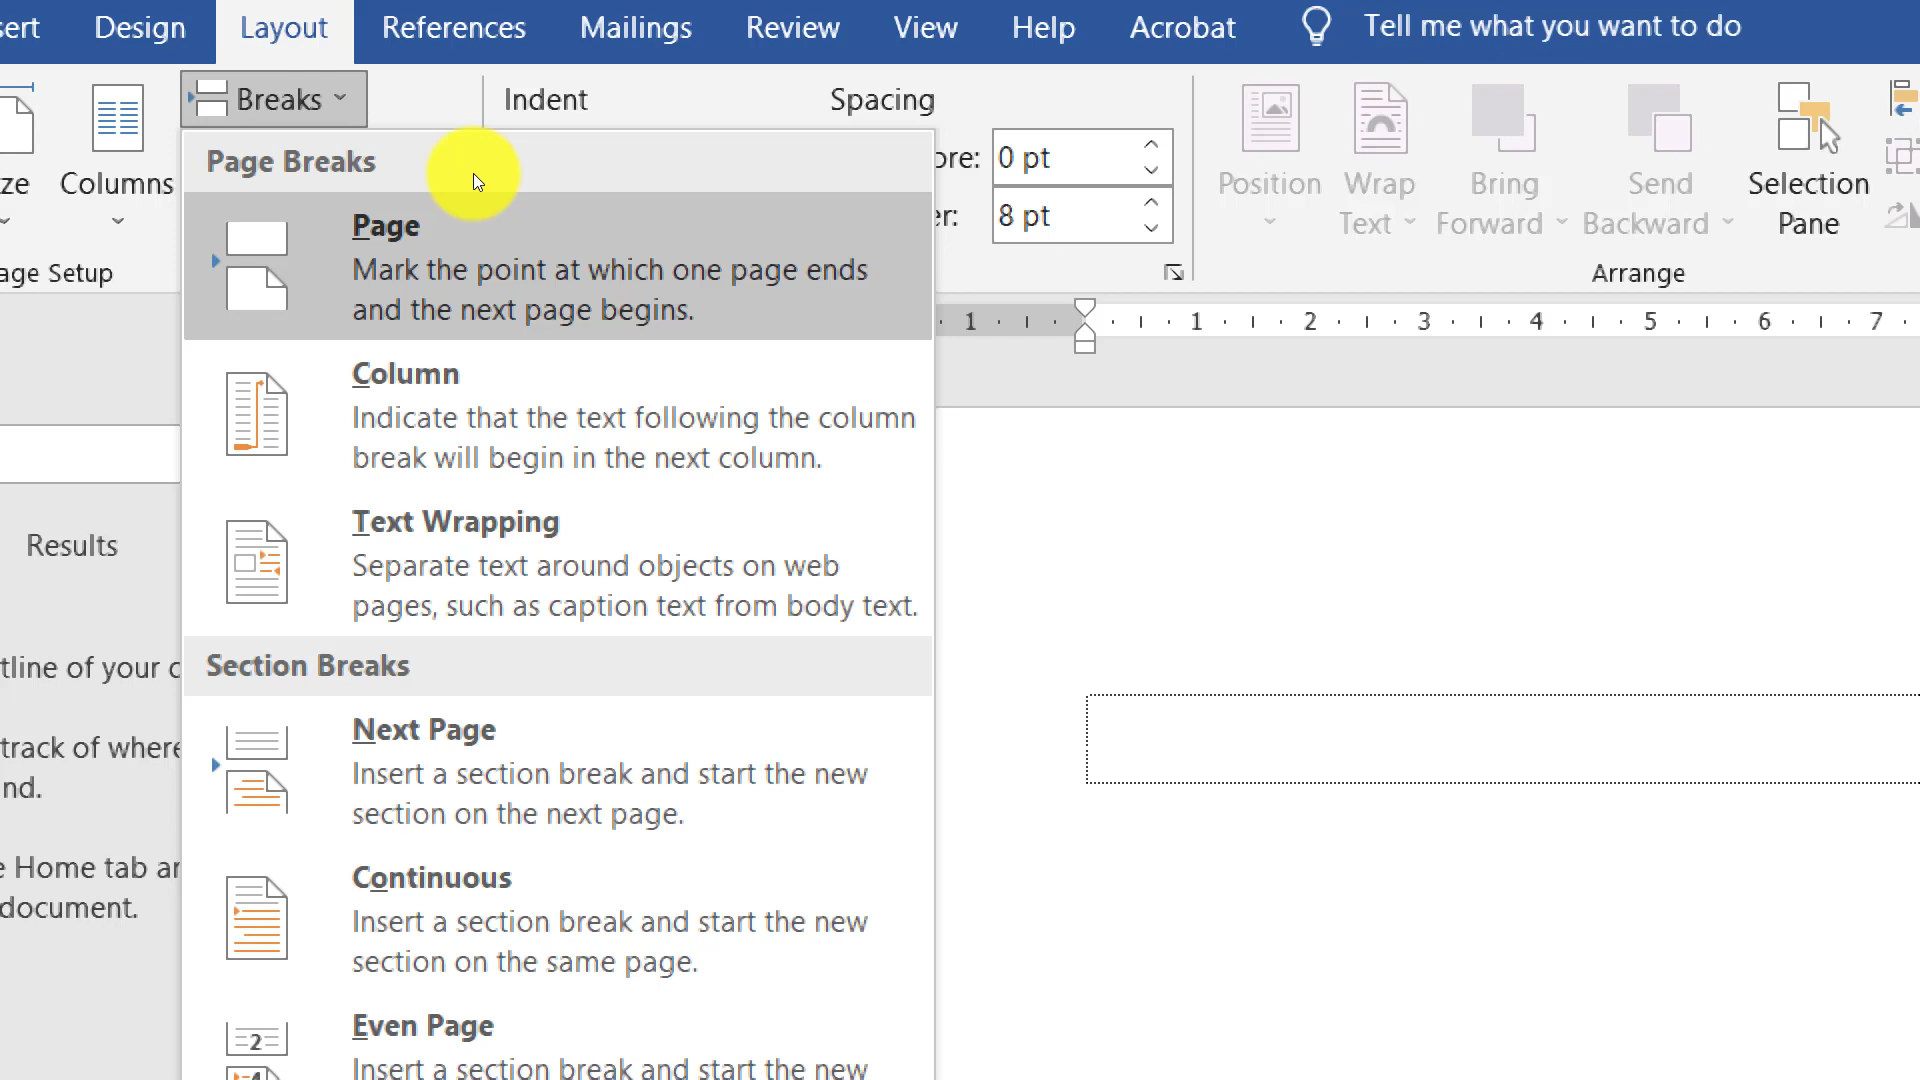 sert Design Layout References Mailings Review View Help Acrobat Tell me what you want to do
Breaks Indent Spacing
ze Columns
ore: 0 pt
er: 8 pt
Position Wrap Text Bring Forward Send Backward Selection Pane
age Setup
Arrange
Page Breaks
Page
Mark the point at which one page ends
and the next page begins.
Column
Indicate that the text following the column
break will begin in the next column.
Text Wrapping
Separate text around objects on web
pages, such as caption text from body text.
Section Breaks
Next Page
Insert a section break and start the new
section on the next page.
Continuous
Insert a section break and start the new
section on the same page.
Even Page
Insert a section break and start the new
2
4
1 1 2 3 4 5 6 7
Results
tline of your
track of where
nd.
e Home tab
document.